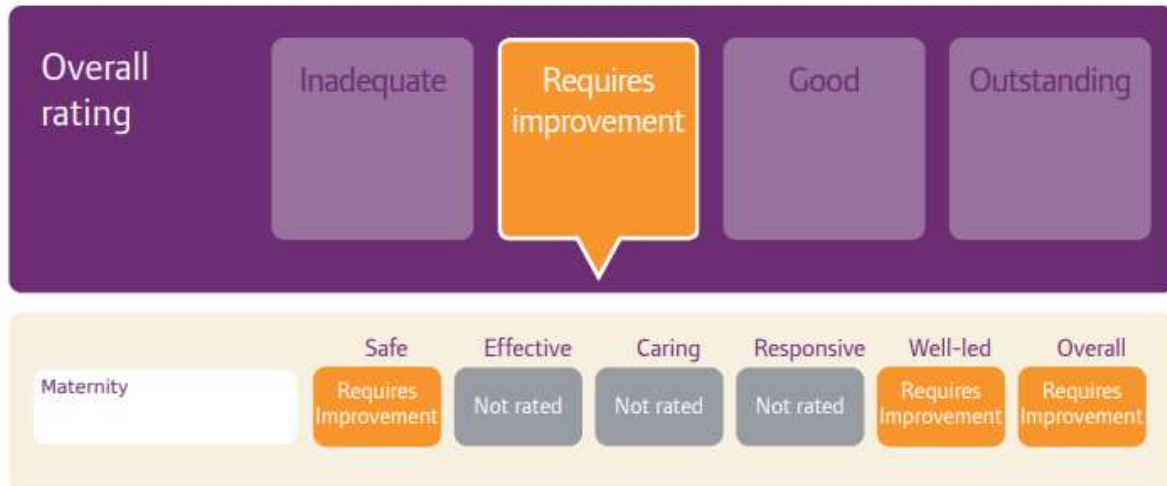 Overall
rating
Inadequate
Requires
improvement
Good
Outstanding
Safe Effective Caring Responsive Well-led Overall
Maternity
Requires
Improvement
Not rated
Not rated
Not rated
Requires
Improvement
Requires
Improvement